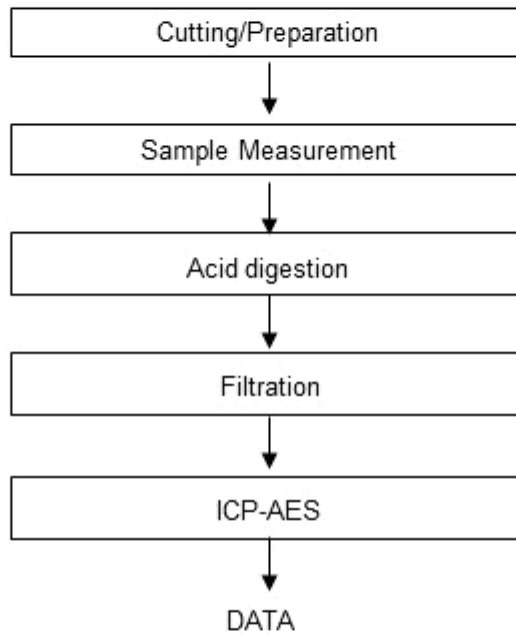 Cutting/Preparation
Sample Measurement
Acid digestion
Filtration
ICP-AES
DATA